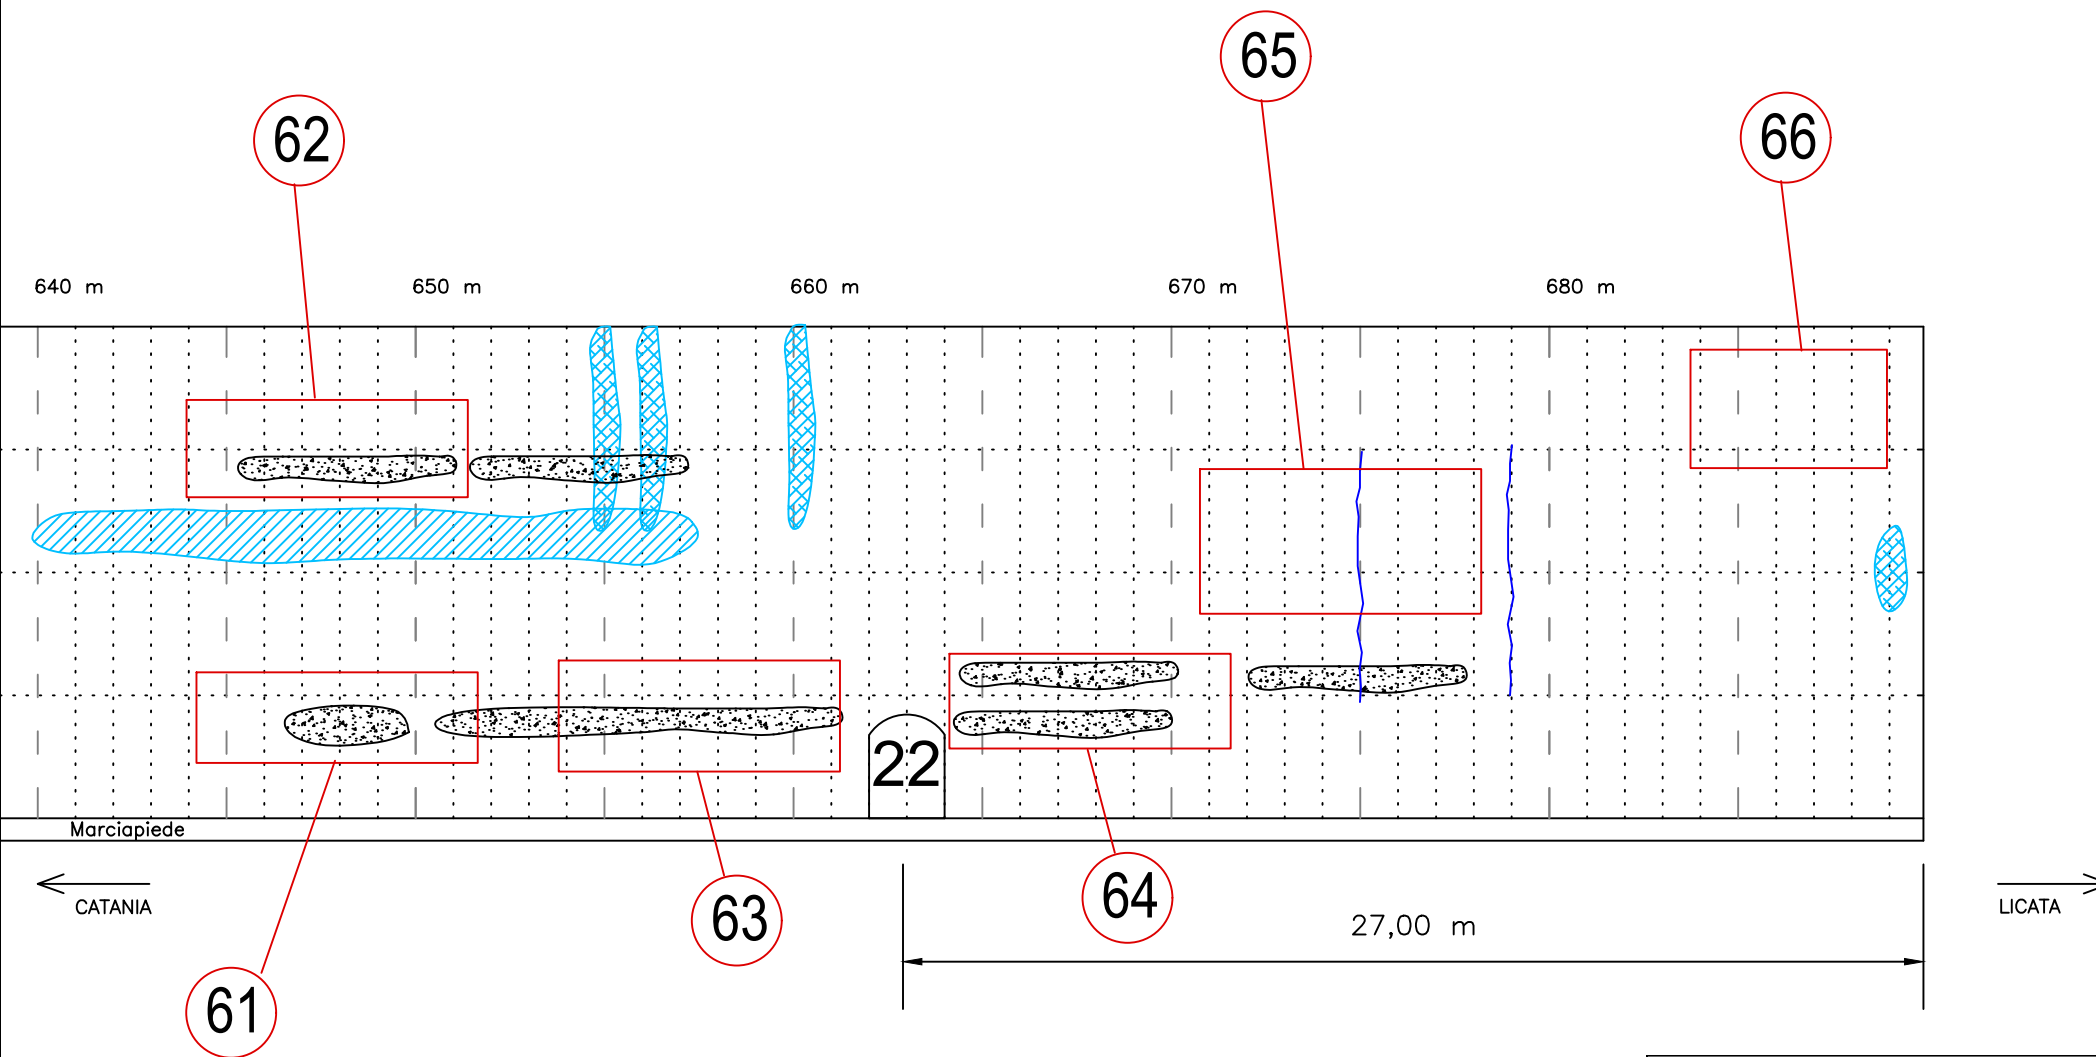 65
62
66
640 m
650 m
660 m
670 m
680 m
22
Marciapiede
CATANIA
LICATA
63
64
27,00 m
61